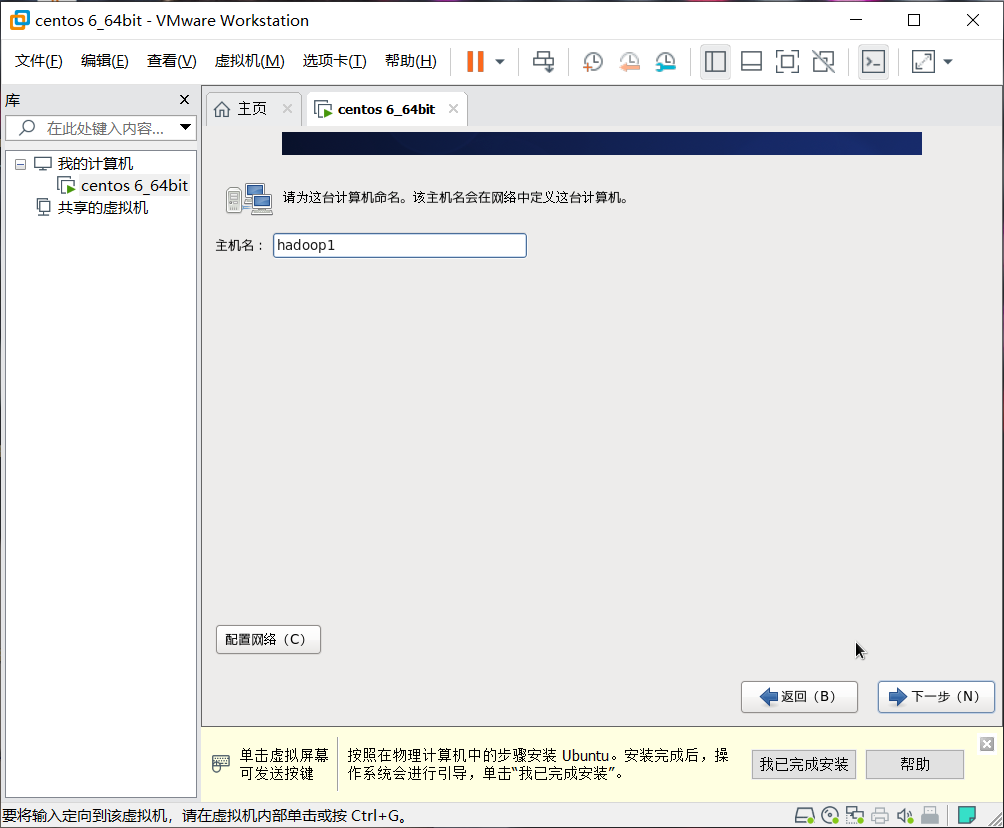 centos 6_64bit - VMware Workstation
文件(F) 编辑(E) 查看(V) 虚拟机(M) 选项卡(T) 帮助(H)
库
在此处键入内容...
我的计算机
centos 6_64bit
共享的虚拟机
主页
centos 6_64bit
请为这台计算机命名。该主机名会在网络中定义这台计算机。
主机名：
hadoop1
配置网络（C）
返回（B）
下一步（N）
单击虚拟屏幕
可发送按键
按照在物理计算机中的步骤安装 Ubuntu。安装完成后，操
作系统会进行引导，单击“我已完成安装”。
我已完成安装
帮助
要将输入定向到该虚拟机，请在虚拟机内部单击或按 Ctrl+G。